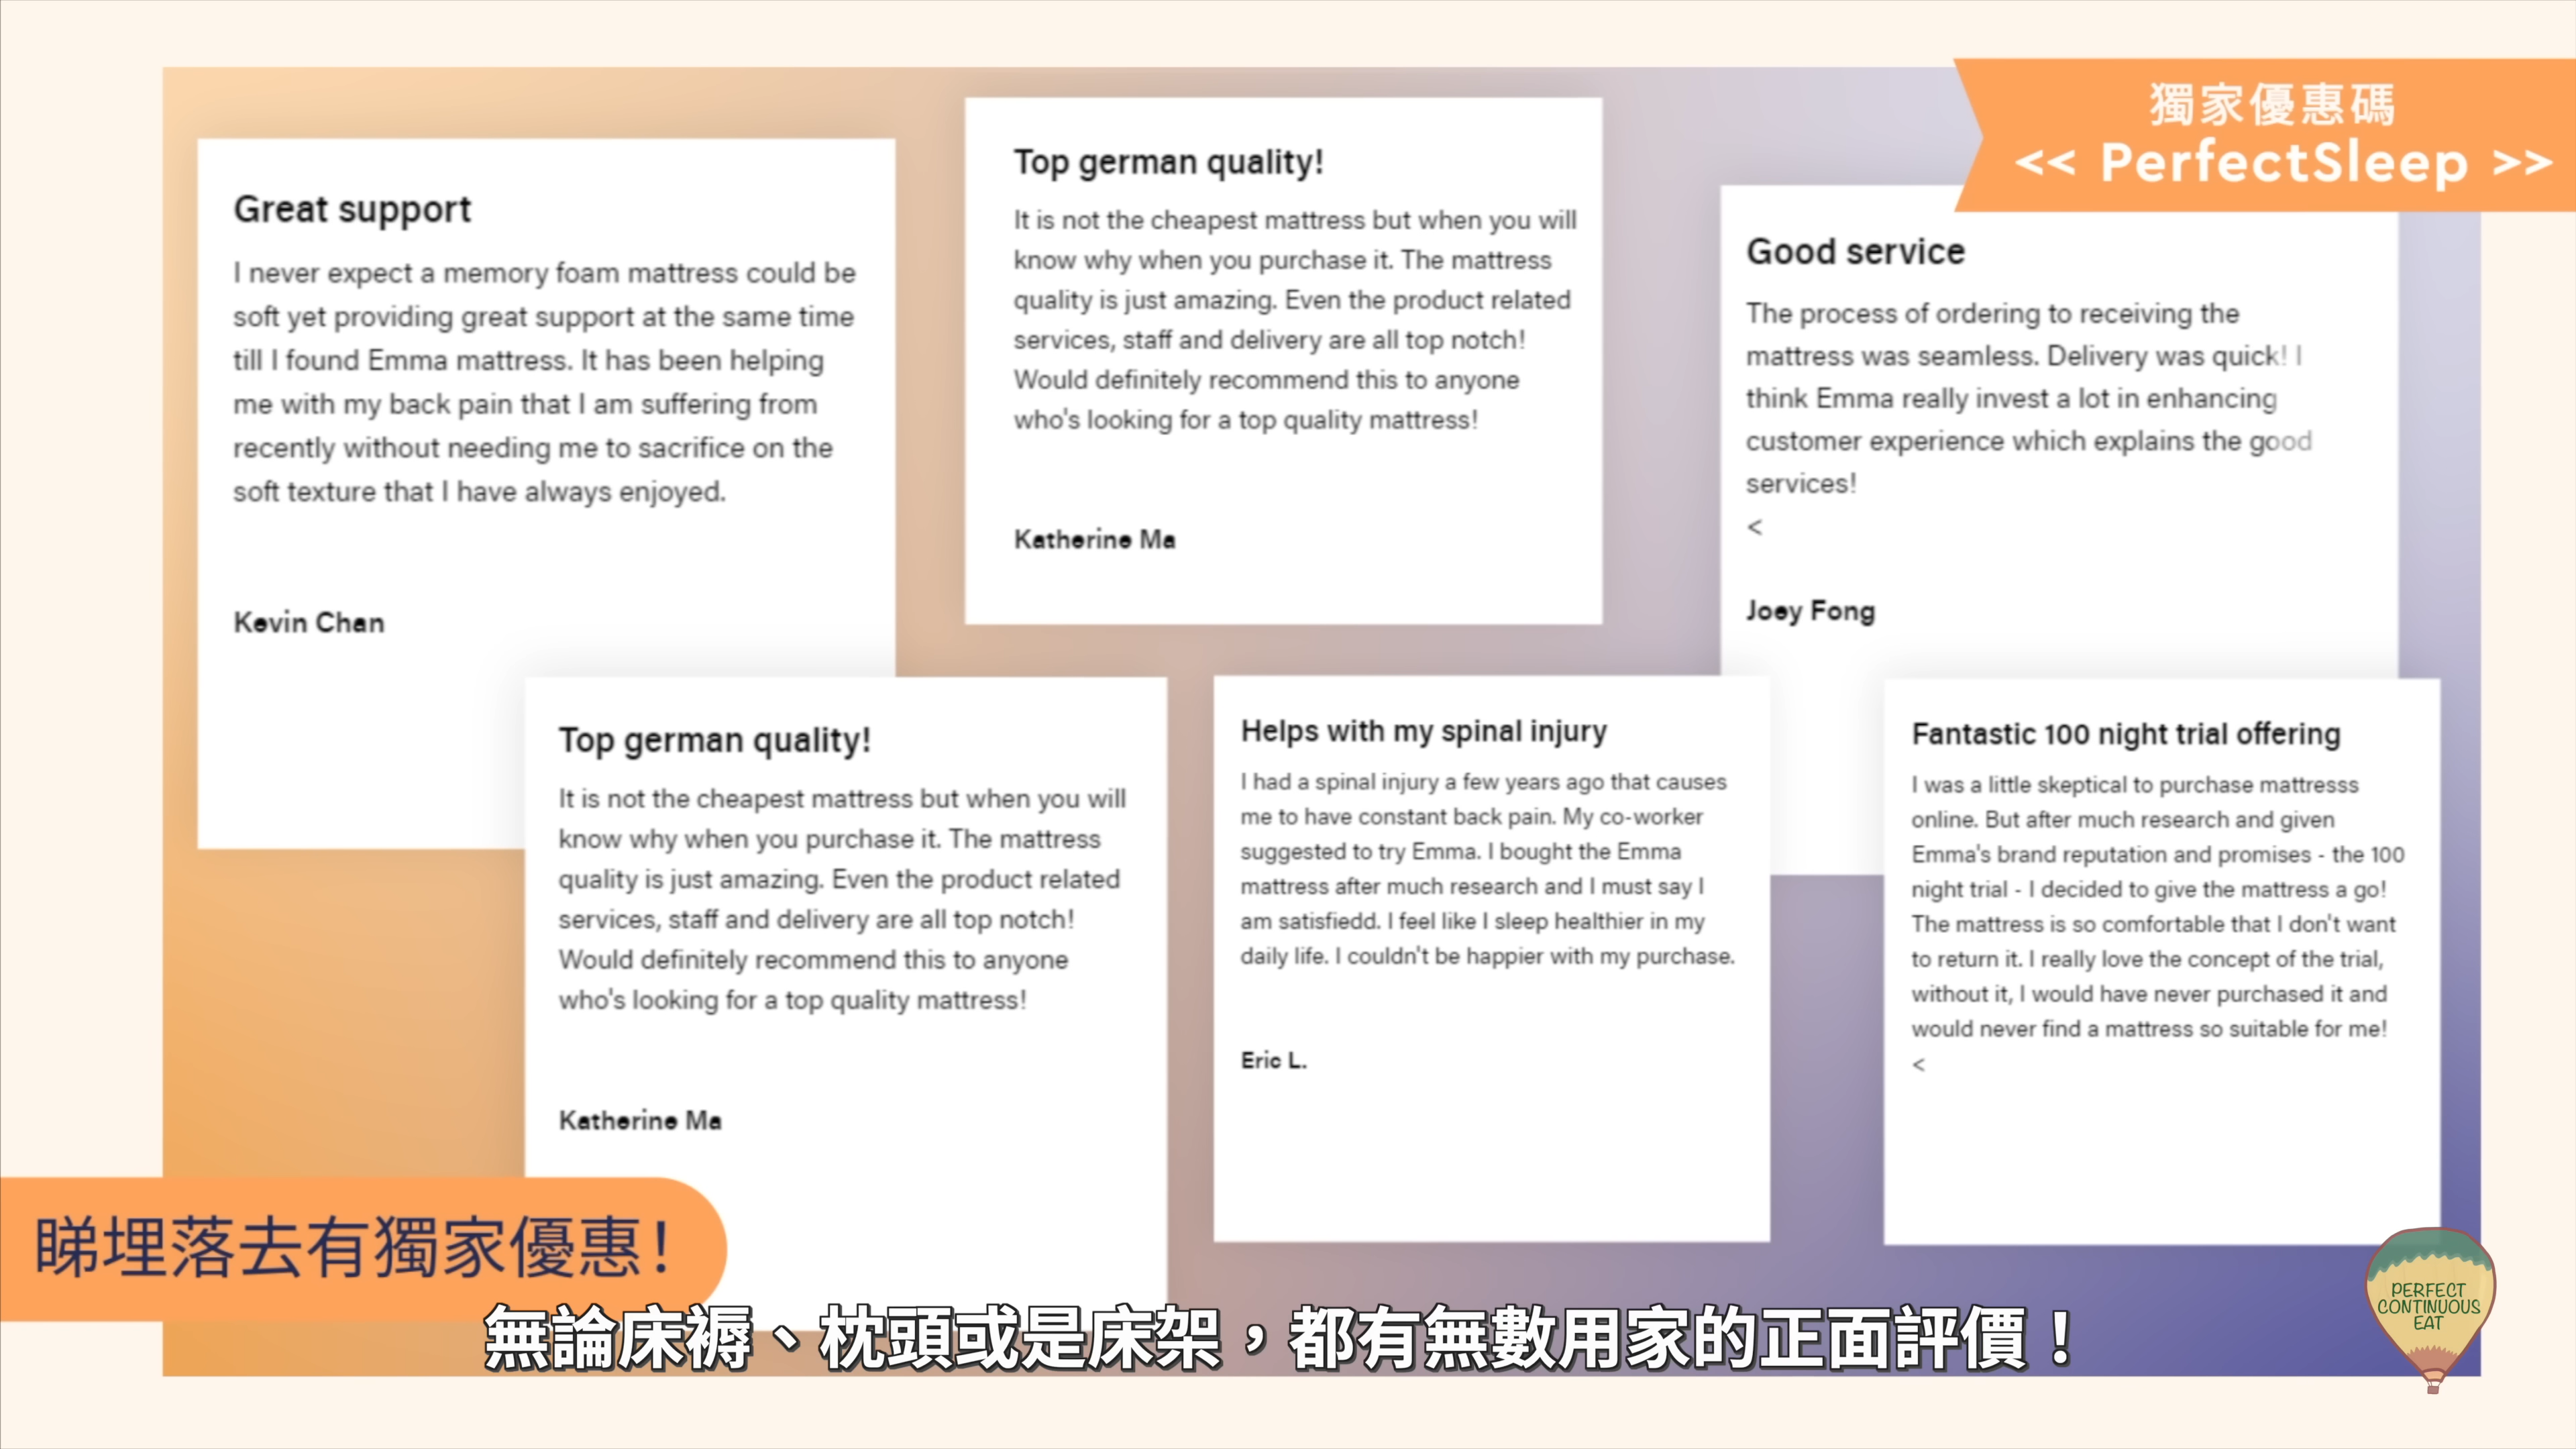 獨家優惠碼
<< PerfectSleep >>
Great support
I never expect a memory foam mattress could be
soft yet providing great support at the same time
till I found Emma mattress. It has been helping
me with my back pain that I am suffering from
recently without needing me to sacrifice on the
soft texture that I have always enjoyed.
Kevin Chan
Top german quality!
It is not the cheapest mattress but when you will
know why when you purchase it. The mattress
quality is just amazing. Even the product related
services, staff and delivery are all top notch!
Would definitely recommend this to anyone
who's looking for a top quality mattress!
Katherine Ma
Good service
The process of ordering to receiving the
mattress was seamless. Delivery was quick! I
think Emma really invest a lot in enhancing
customer experience which explains the good
services!
<
Joey Fong
Top german quality!
It is not the cheapest mattress but when you will
know why when you purchase it. The mattress
quality is just amazing. Even the product related
services, staff and delivery are all top notch!
Would definitely recommend this to anyone
who's looking for a top quality mattress!
Katherine Ma
Helps with my spinal injury
I had a spinal injury a few years ago that causes
me to have constant back pain. My co-worker
suggested to try Emma. I bought the Emma
mattress after much research and I must say I
am satisfiedd. I feel like I sleep healthier in my
daily life. I couldn't be happier with my purchase.
Eric L.
Fantastic 100 night trial offering
I was a little skeptical to purchase mattresss
online. But after much research and given
Emma's brand reputation and promises - the 100
night trial - I decided to give the mattress a go!
The mattress is so comfortable that I don't want
to return it. I really love the concept of the trial,
without it, I would have never purchased it and
would never find a mattress so suitable for me!
<
睇埋落去有獨家優惠！
無論床褥、枕頭或是床架，都有無數用家的正面評價！
PERFECT
CONTINUOUS
EAT